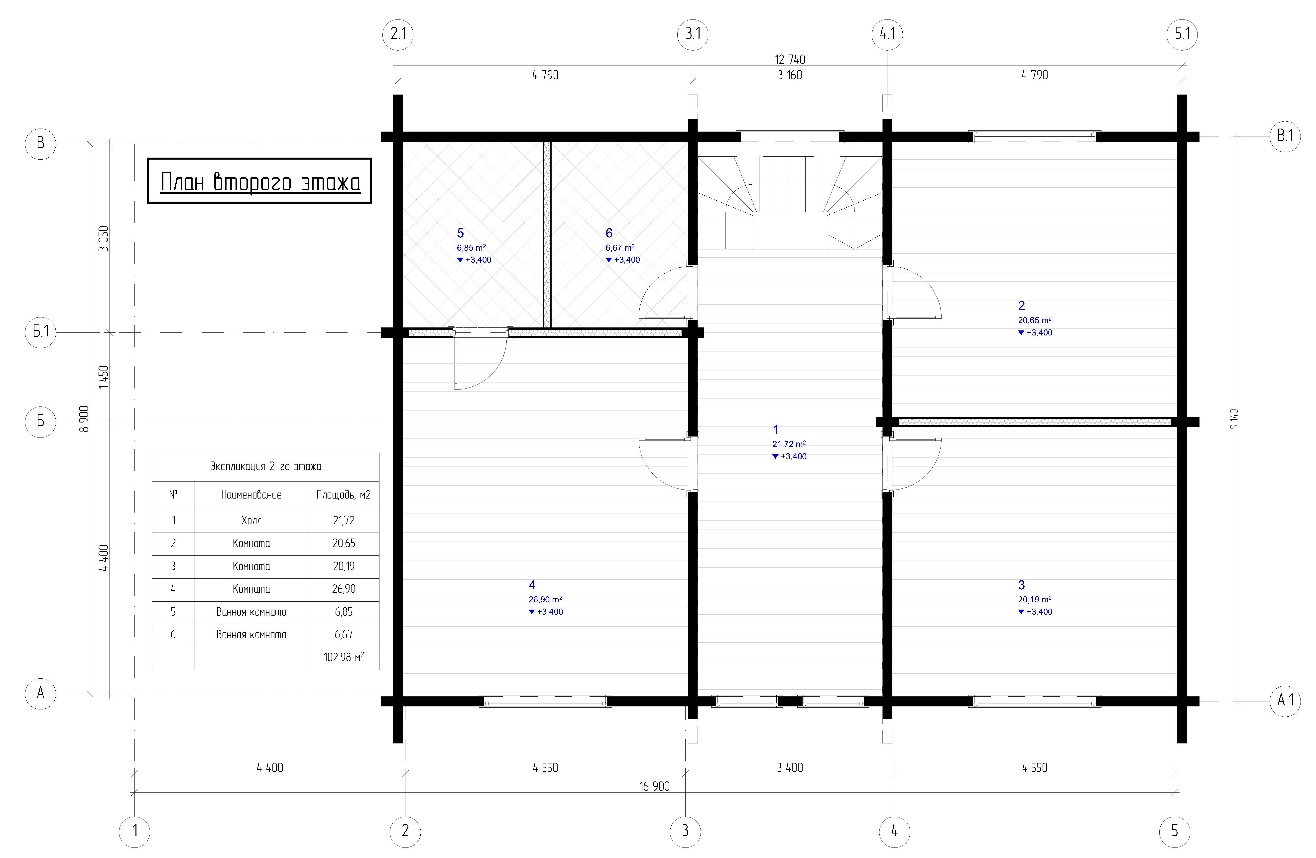 2.1 3.1 4.1 5.1
12 740
4 790 3 160 4 790
В В.1
План второго этажа
5
6,85 m²
+3,400
6
6,67 m²
+3,400
2
20,65 m²
+3,400
Б.1
1 450
8 900
Б
1
21,72 m²
+3,400
Экспликация 2 го этажа
№ Наименование Площадь, м2
1 Холл 21,72
2 Комната 20,65
3 Комната 20,19
4 Комната 26,90
5 Ванная комната 6,85
6 Ванная комната 6,67
102,98 м²
4 400
4
26,90 m²
+3,400
3
20,19 m²
+3,400
А А.1
4 400 3 400
16 900
1 2 3 4 5